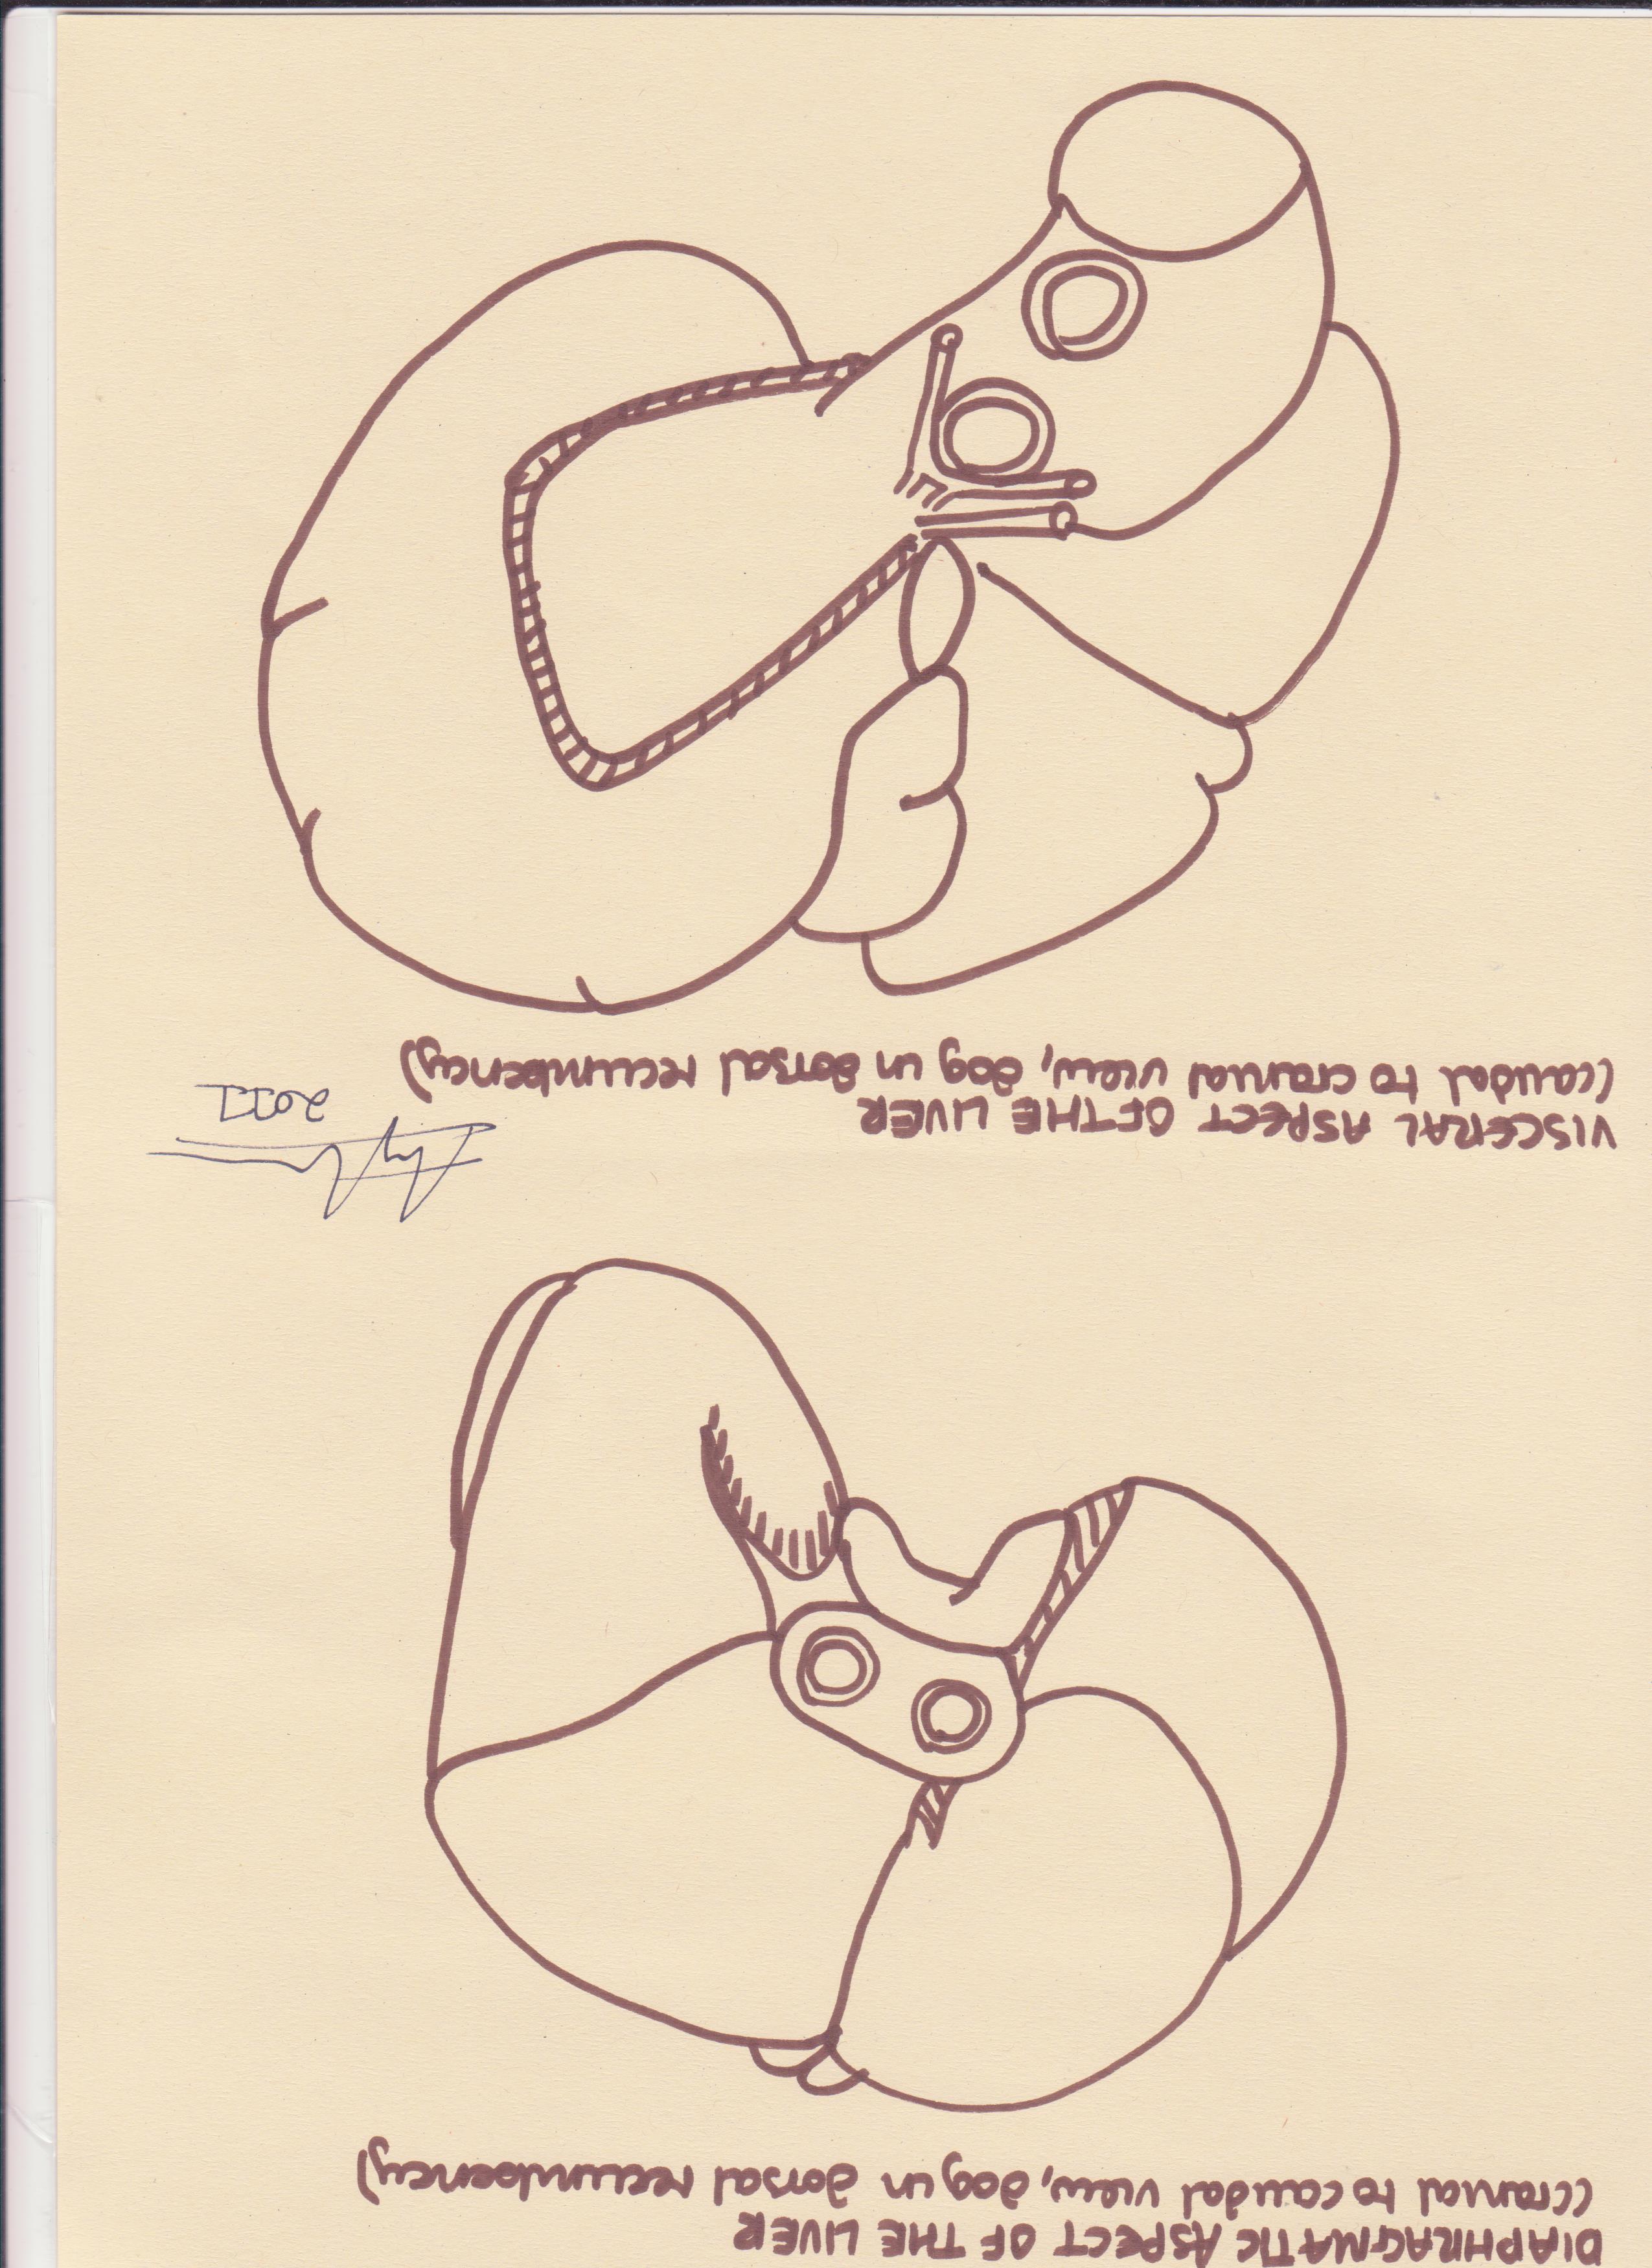 DIAPHRAGMATIC ASPECT OF THE LIVER
(cranial to caudal view, dog in dorsal recumbency)
VISCERAL ASPECT OF THE LIVER
(caudal to cranial view, dog in dorsal recumbency)
2011